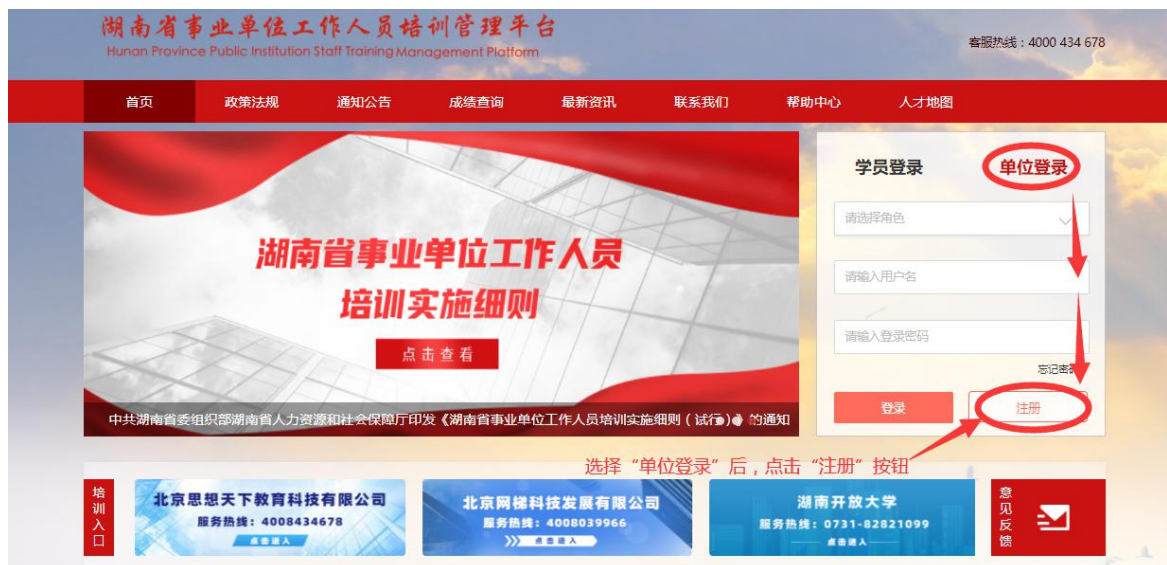 湖南省事业单位工作人员培训管理平台
Hunan Province Public Institution Staff Training Management Platform
客服热线：4000 434 678
首页 政策法规 通知公告 成绩查询 最新资讯 联系我们 帮助中心 人才地图
学员登录 单位登录
请选择角色
湖南省事业单位工作人员
培训实施细则
点击查看
请输入用户名
请输入登录密码
忘记密
登录 注册
中共湖南省委组织部湖南省人力资源和社会保障厅印发《湖南省事业单位工作人员培训实施细则（试行）》的通知
选择“单位登录”后，点击“注册”按钮
培训入口
北京思想天下教育科技有限公司
服务热线：4008434678
点击进入
北京网梯科技发展有限公司
服务热线：4008039966
点击进入
湖南开放大学
服务热线：0731-82821099
点击进入
意见反馈